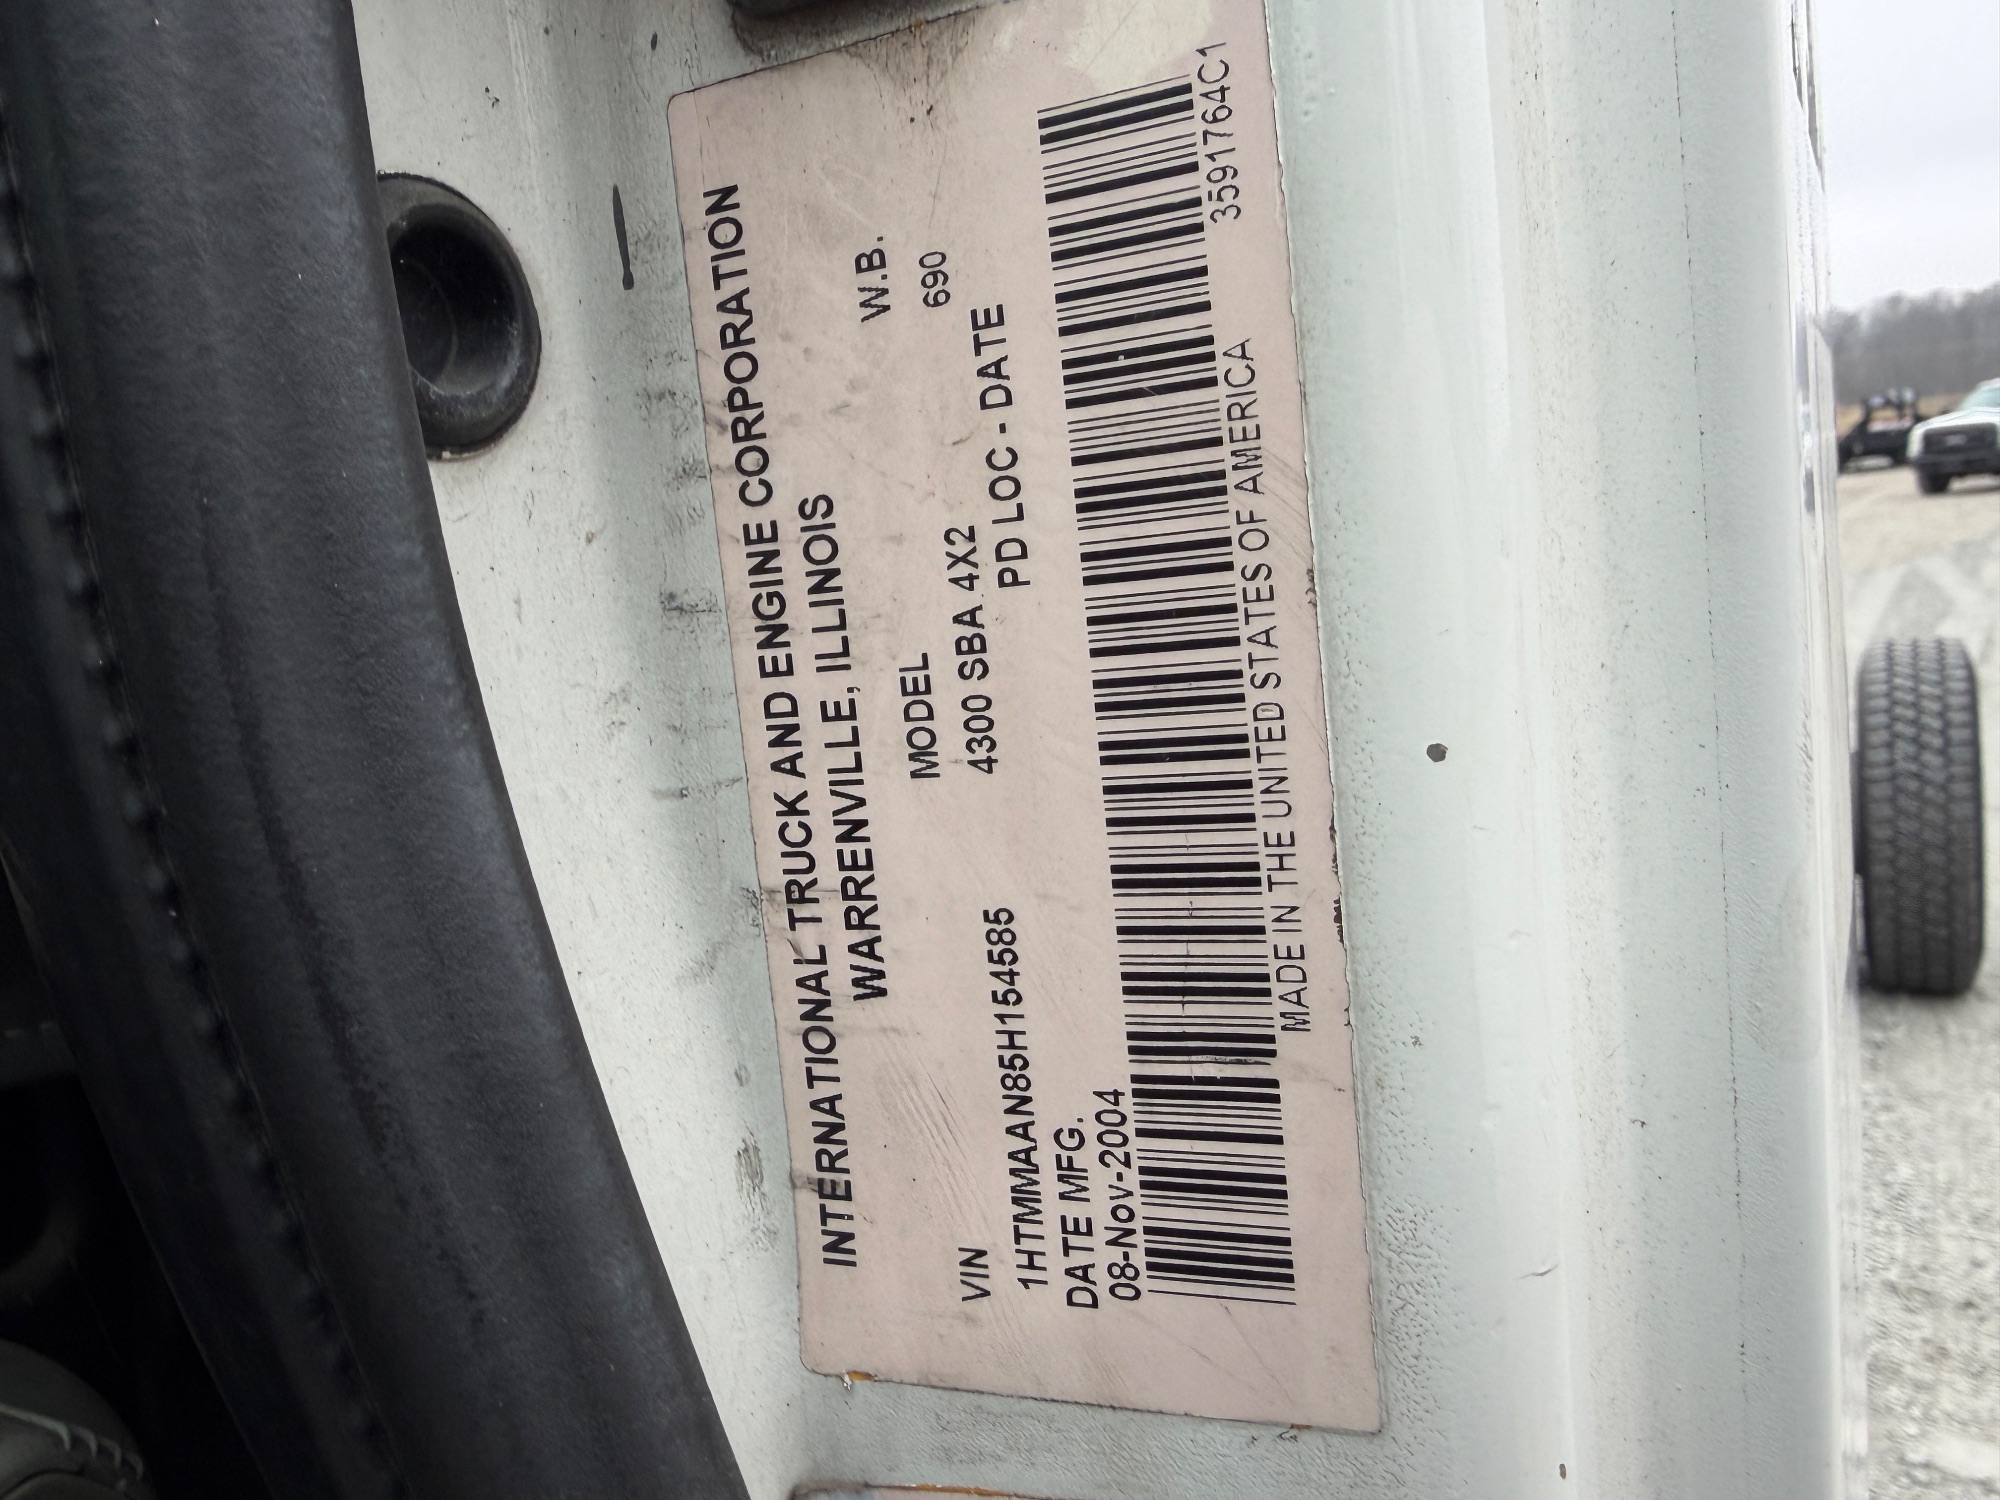 INTERNATIONAL TRUCK AND ENGINE CORPORATION
WARRENVILLE, ILLINOIS
VIN MODEL W.B.
1HTMMAAN85H154585 4300 SBA 4X2 690
DATE MFG. PD LOC - DATE
08-Nov-2004
MADE IN THE UNITED STATES OF AMERICA 3591764C1